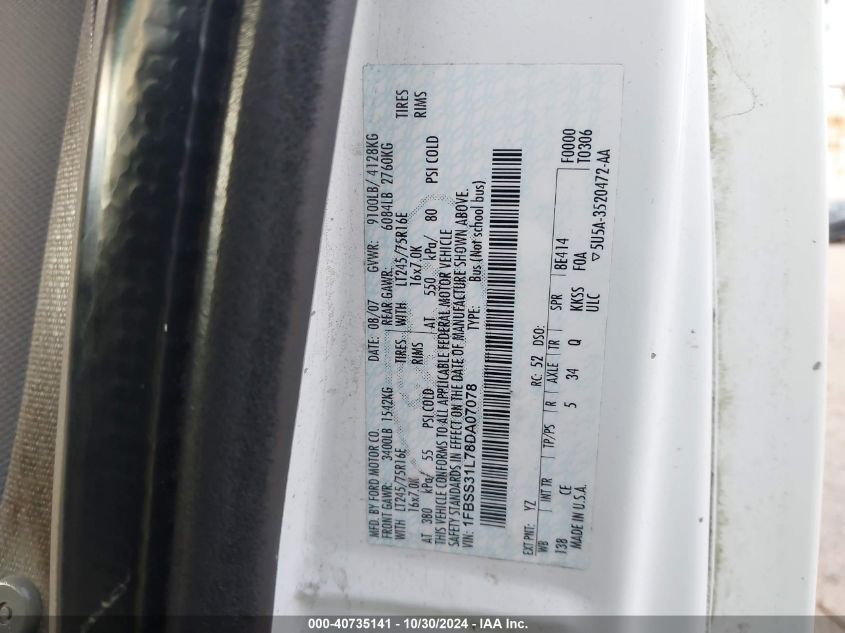 MFD. BY FORD MOTOR CO. DATE: 08/07 GVWR: 9100LB/ 4128KG
FRONT GAWR: 3400LB 1542KG REAR GAWR: 6084LB 2760KG
WITH LT245/75R16E TIRES WITH LT245/75R16E TIRES
16x7.0K RIMS 16x7.0K RIMS
AT 380 kPa/ 55 PSI COLD AT 550 kPa/ 80 PSI COLD
THIS VEHICLE CONFORMS TO ALL APPLICABLE FEDERAL MOTOR VEHICLE
SAFETY STANDARDS IN EFFECT ON THE DATE OF MANUFACTURE SHOWN ABOVE.
VIN: 1FBSS31L78DA07078 TYPE: Bus (Not school bus)
EXT PNT: YZ RC: 52 DSO:
WB INT TR TP/PS R AXLE TR SPR 8E414 F0000
138 CE 5 34 Q KKSS FOA T0306
MADE IN U.S.A. ULC ▽5U5A-3520472-AA
000-40735141 - 10/30/2024 - IAA Inc.